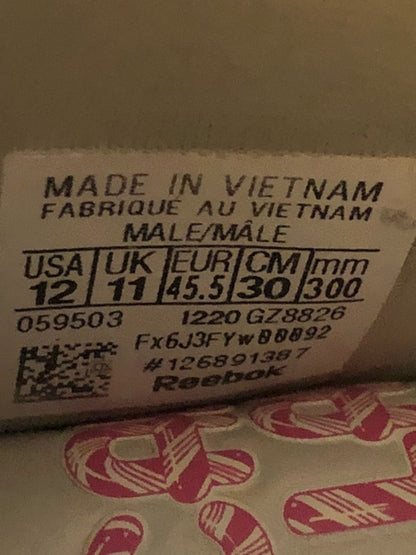 MADE IN VIETNAM
FABRIQUÉ AU VIETNAM
MALE/MÂLE
USA UK EUR CM mm
12 11 45.5 30 300
059503 1220 GZ8826
Fx6J3FYw00092
#126891387
Reebok